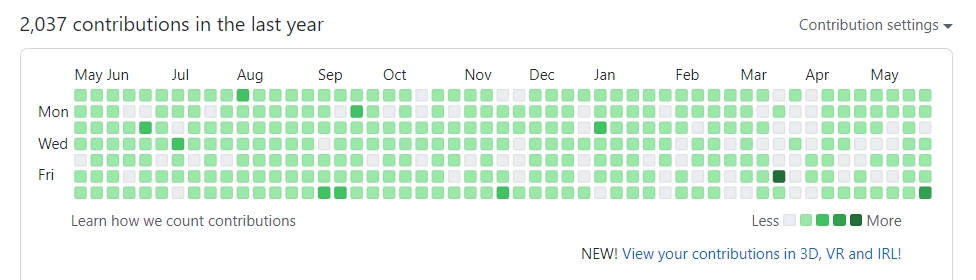 2,037 contributions in the last year
Contribution settings
May Jun Jul Aug Sep Oct Nov Dec Jan Feb Mar Apr May
Mon
Wed
Fri
Learn how we count contributions
Less More
NEW! View your contributions in 3D, VR and IRL!